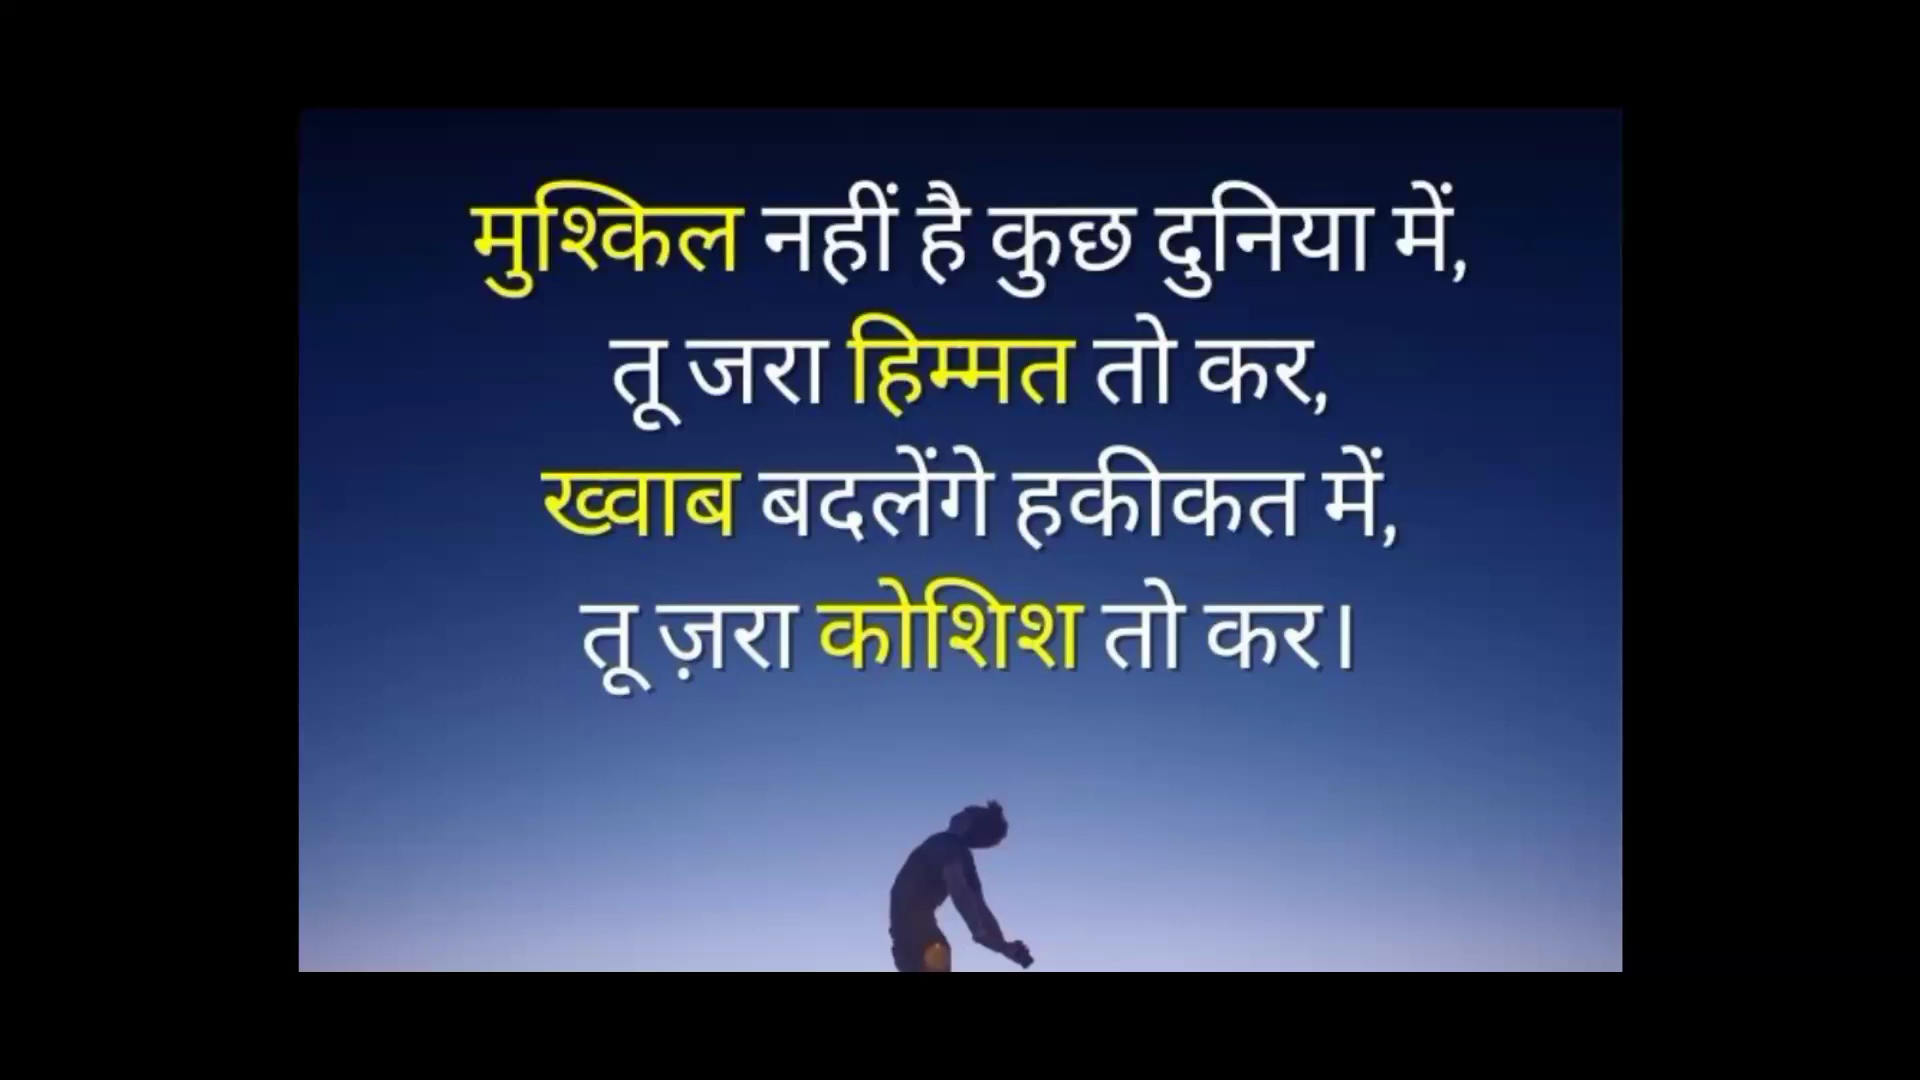 मुश्किल नहीं है कुछ दुनिया में,
तू जरा हिम्मत तो कर,
ख्वाब बदलेंगे हकीकत में,
तू ज़रा कोशिश तो कर।